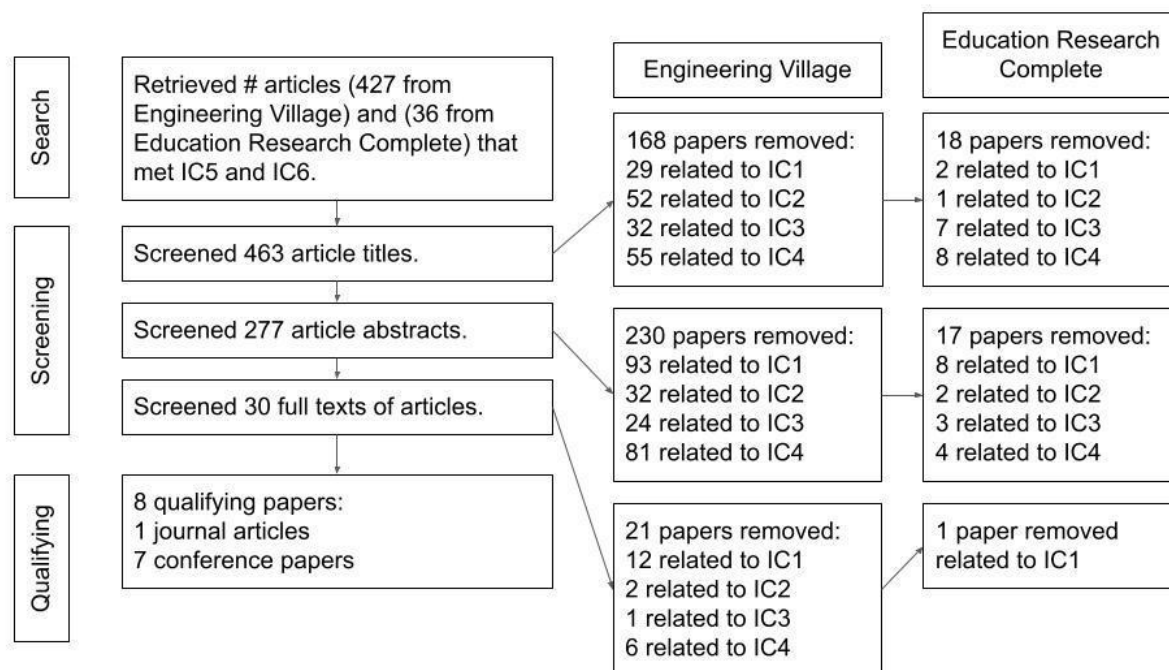 Search
Retrieved # articles (427 from
Engineering Village) and (36 from
Education Research Complete) that
met IC5 and IC6.
Engineering Village
Education Research
Complete
Screening
Screened 463 article titles.
168 papers removed:
29 related to IC1
52 related to IC2
32 related to IC3
55 related to IC4
18 papers removed:
2 related to IC1
1 related to IC2
7 related to IC3
8 related to IC4
Screened 277 article abstracts.
230 papers removed:
93 related to IC1
32 related to IC2
24 related to IC3
81 related to IC4
17 papers removed:
8 related to IC1
2 related to IC2
3 related to IC3
4 related to IC4
Screened 30 full texts of articles.
21 papers removed:
12 related to IC1
2 related to IC2
1 related to IC3
6 related to IC4
1 paper removed
related to IC1
Qualifying
8 qualifying papers:
1 journal articles
7 conference papers